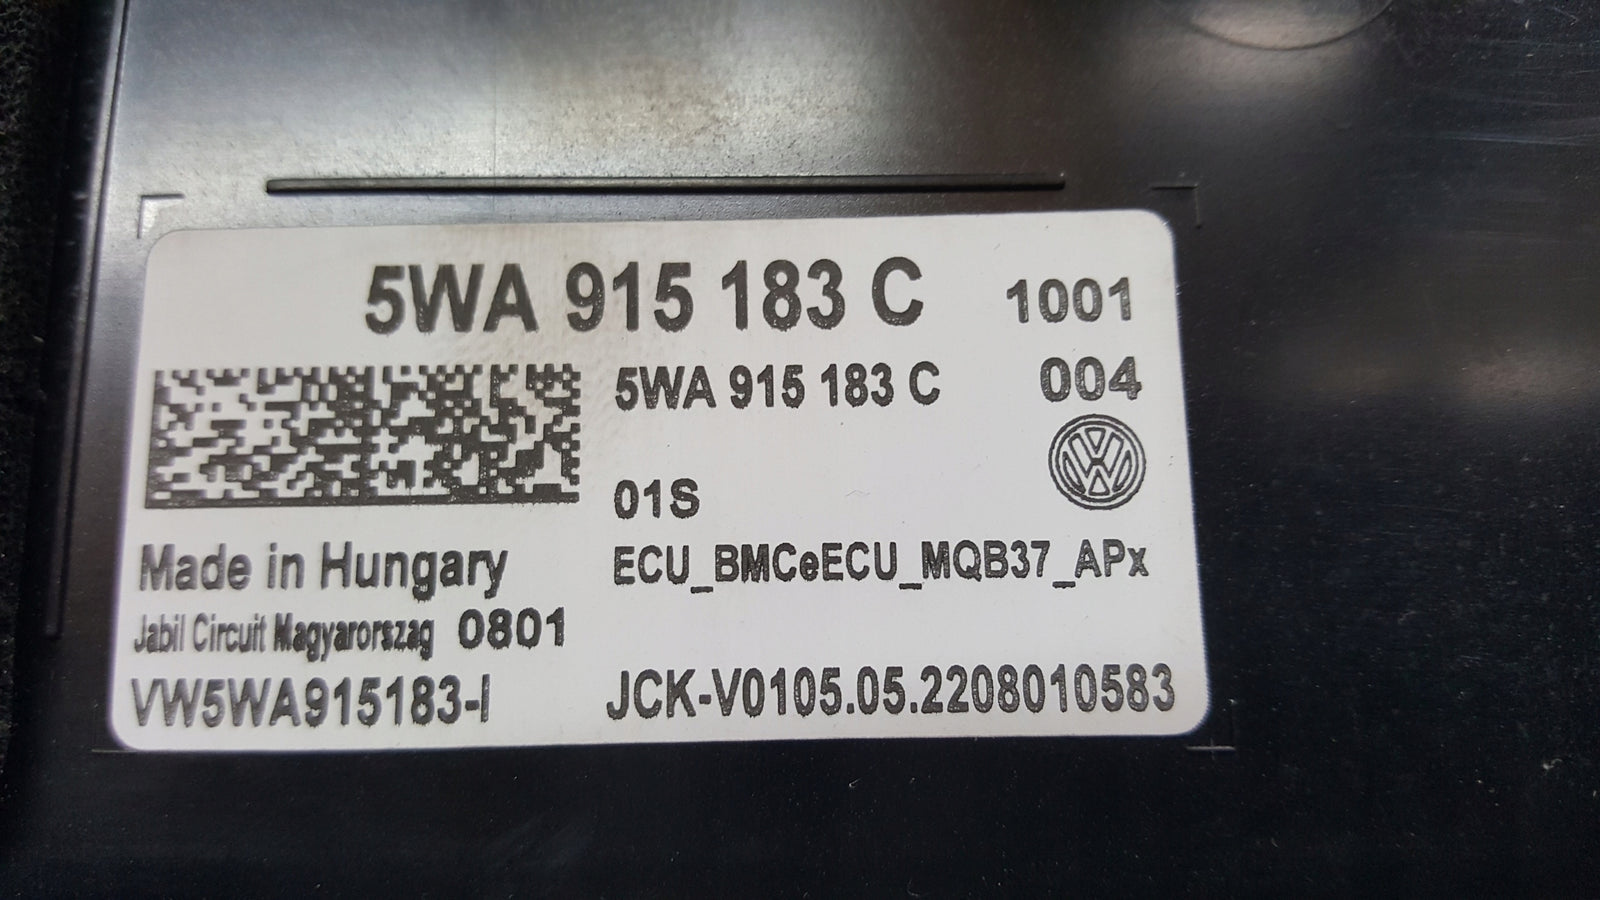 5WA 915 183 C 1001
5WA 915 183 C 004
01S
Made in Hungary ECU_BMCeECU_MQB37_APx
Jabil Circuit Magyarorszag 0801
VW5WA915183-I JCK-V0105.05.2208010583